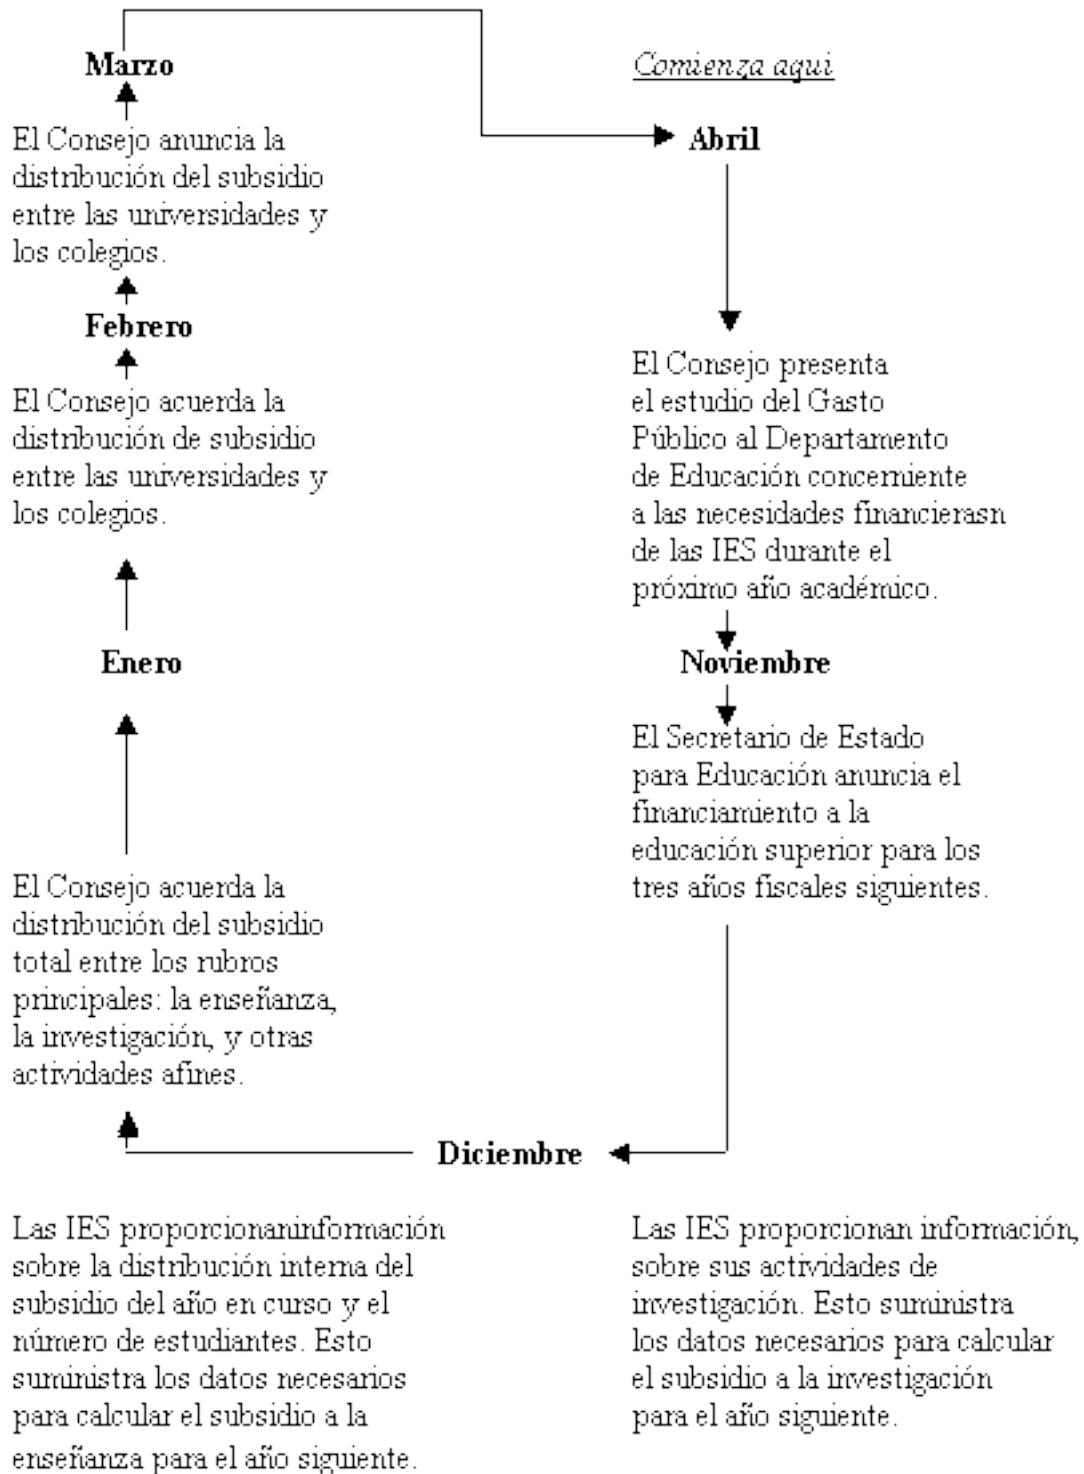 Marzo
El Consejo anuncia la
distribución del subsidio
entre las universidades y
los colegios.
Febrero
El Consejo acuerda la
distribución de subsidio
entre las universidades y
los colegios.
Enero
El Consejo acuerda la
distribución del subsidio
total entre los rubros
principales: la enseñanza,
la investigación, y otras
actividades afines.
Comienza aqui
Abril
El Consejo presenta
el estudio del Gasto
Público al Departamento
de Educación concerniente
a las necesidades financierasn
de las IES durante el
próximo año académico.
Noviembre
El Secretario de Estado
para Educación anuncia el
financiamiento a la
educación superior para los
tres años fiscales siguientes.
Diciembre
Las IES proporcionaninformación
sobre la distribución interna del
subsidio del año en curso y el
número de estudiantes. Esto
suministra los datos necesarios
para calcular el subsidio a la
enseñanza para el año siguiente.
Las IES proporcionan información,
sobre sus actividades de
investigación. Esto suministra
los datos necesarios para calcular
el subsidio a la investigación
para el año siguiente.